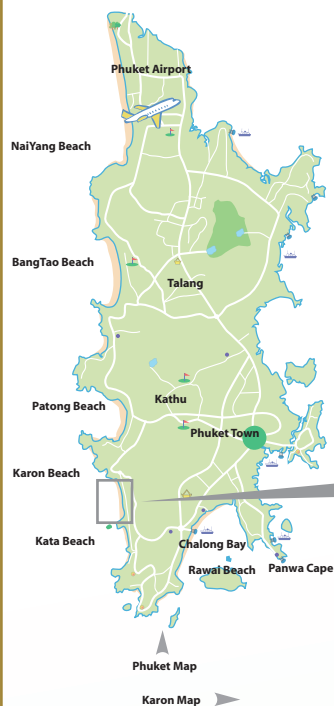 Phuket Airport
NaiYang Beach
BangTao Beach
Talang
Kathu
Patong Beach
Phuket Town
Karon Beach
Kata Beach
Chalong Bay
Rawai Beach
Panwa Cape
Phuket Map
Karon Map